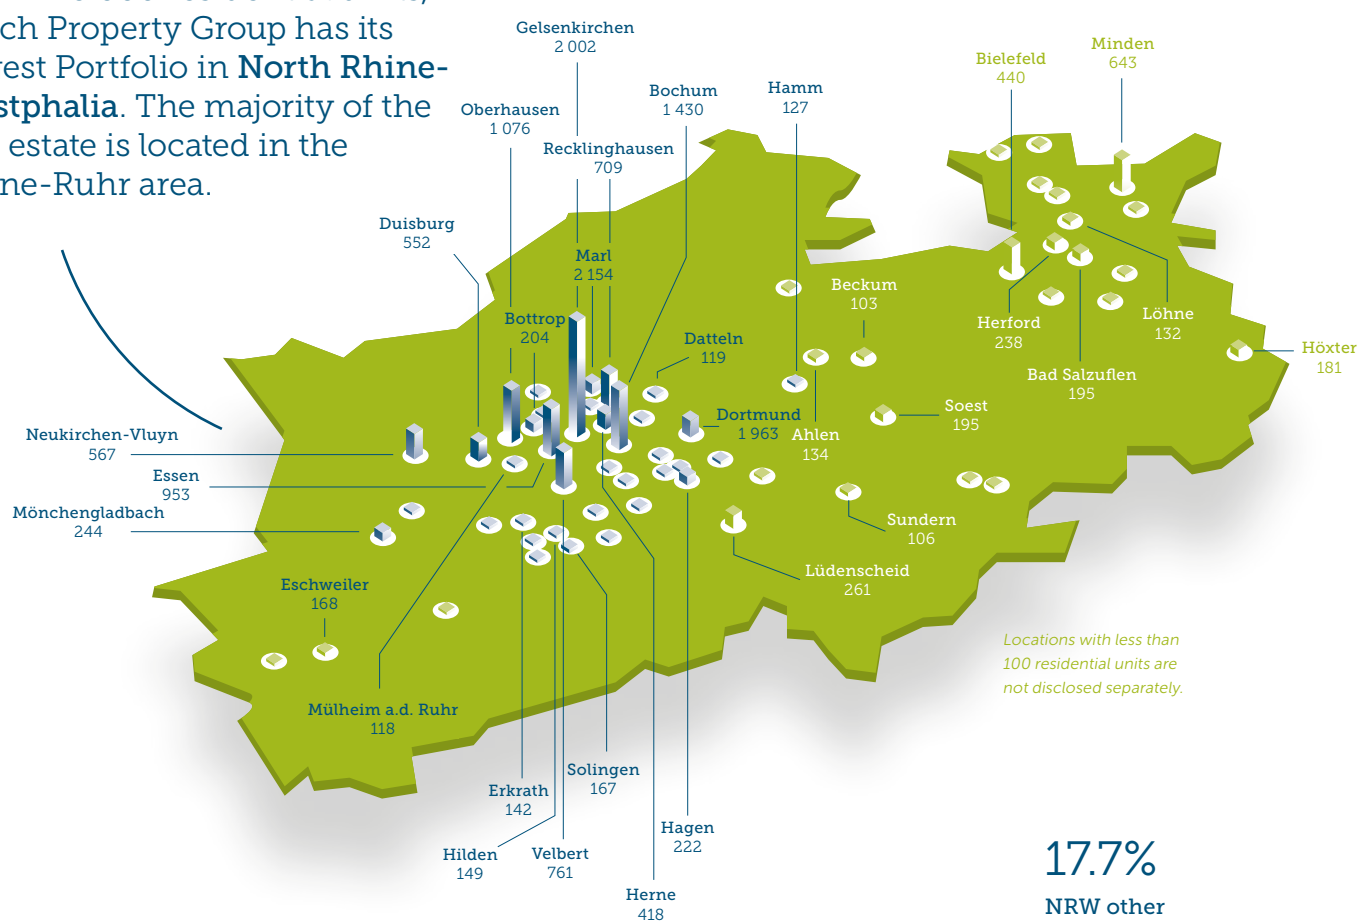 ch Property Group has its
rest Portfolio in North Rhine-
stphalia. The majority of the
estate is located in the
ne-Ruhr area.
Gelsenkirchen
2 002
Minden
643
Bielefeld
440
Bochum
1 430
Hamm
127
Oberhausen
1 076
Recklinghausen
709
Duisburg
552
Marl
2 154
Beckum
103
Bottrop
204
Datteln
119
Herford
238
Löhne
132
Höxter
181
Bad Salzuflen
195
Soest
195
Dortmund
1 963
Ahlen
134
Neukirchen-Vluyn
567
Essen
953
Mönchengladbach
244
Sundern
106
Lüdenscheid
261
Eschweiler
168
Locations with less than
100 residential units are
not disclosed separately.
Mülheim a.d. Ruhr
118
Solingen
167
Erkrath
142
Hagen
222
Hilden
149
Velbert
761
Herne
418
17.7%
NRW other